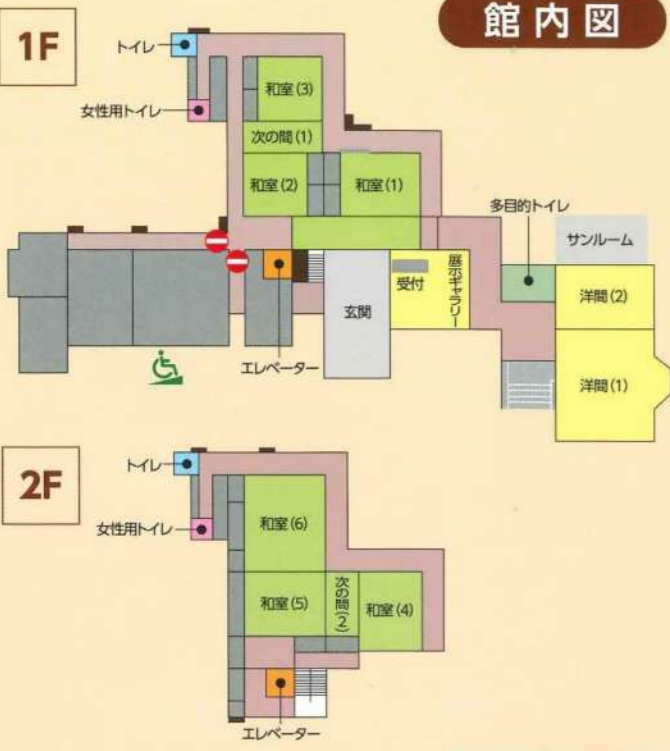 館内図
1F
トイレ
女性用トイレ
和室(3)
次の間(1)
和室(2)
和室(1)
多目的トイレ
サンルーム
展示ギャラリー
受付
玄関
洋間(2)
洋間(1)
エレベーター
2F
トイレ
女性用トイレ
和室(6)
和室(5)
次の間(2)
和室(4)
エレベーター